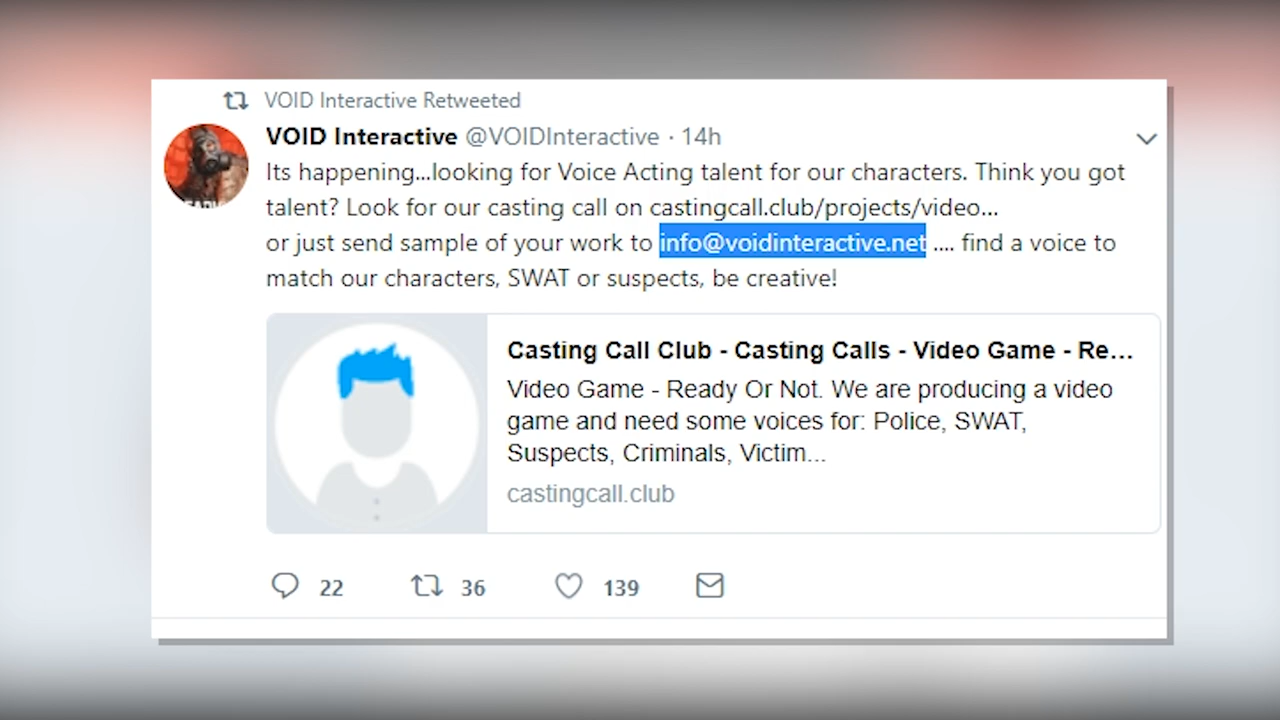 VOID Interactive Retweeted
VOID Interactive @VOIDInteractive · 14h
Its happening...looking for Voice Acting talent for our characters. Think you got
talent? Look for our casting call on castingcall.club/projects/video...
or just send sample of your work to info@voidinteractive.net .... find a voice to
match our characters, SWAT or suspects, be creative!
Casting Call Club - Casting Calls - Video Game - Re...
Video Game - Ready Or Not. We are producing a video
game and need some voices for: Police, SWAT,
Suspects, Criminals, Victim...
castingcall.club
22 36 139